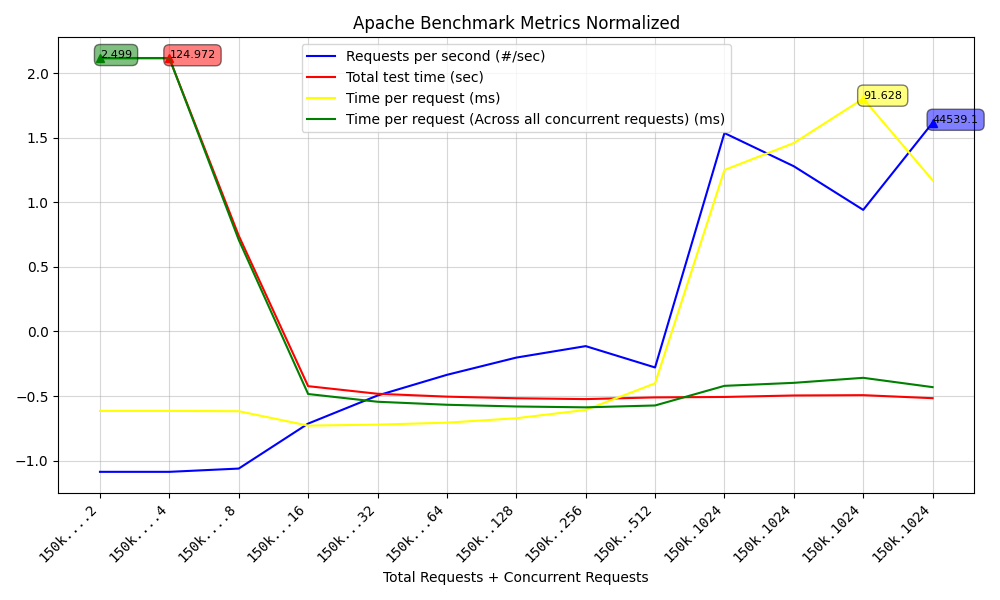 Apache Benchmark Metrics Normalized
2.499
124.972
Requests per second (#/sec)
Total test time (sec)
Time per request (ms)
Time per request (Across all concurrent requests) (ms)
91.628
44539.1
2.0
1.5
1.0
0.5
0.0
−0.5
−1.0
150k....2
150k....4
150k....8
150k...16
150k...32
150k...64
150k..128
150k..256
150k..512
150k.1024
150k.1024
150k.1024
150k.1024
Total Requests + Concurrent Requests